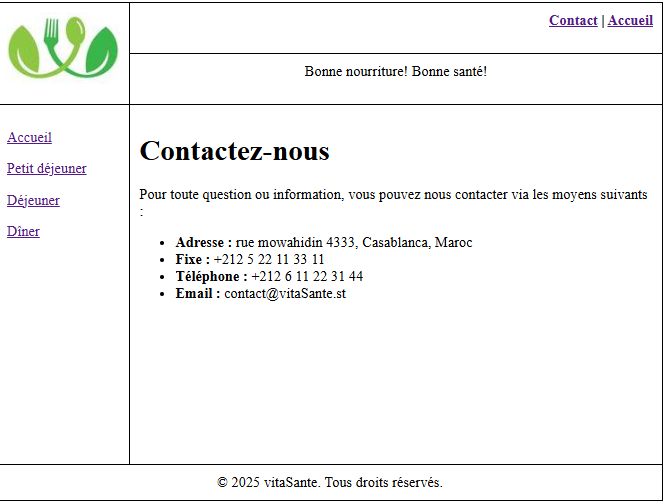 Contact | Accueil
Bonne nourriture! Bonne santé!
Accueil
Petit déjeuner
Déjeuner
Dîner
Contactez-nous
Pour toute question ou information, vous pouvez nous contacter via les moyens suivants
:
• Adresse : rue mowahidin 4333, Casablanca, Maroc
• Fixe : +212 5 22 11 33 11
• Téléphone : +212 6 11 22 31 44
• Email : contact@vitaSante.st
© 2025 vitaSante. Tous droits réservés.